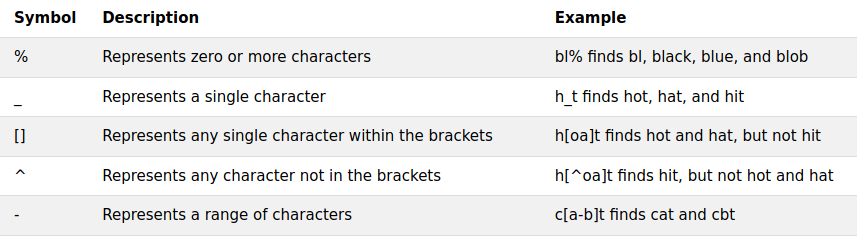 Symbol Description Example
% Represents zero or more characters bl% finds bl, black, blue, and blob
_ Represents a single character h_t finds hot, hat, and hit
[] Represents any single character within the brackets h[oa]t finds hot and hat, but not hit
^ Represents any character not in the brackets h[^oa]t finds hit, but not hot and hat
- Represents a range of characters c[a-b]t finds cat and cbt